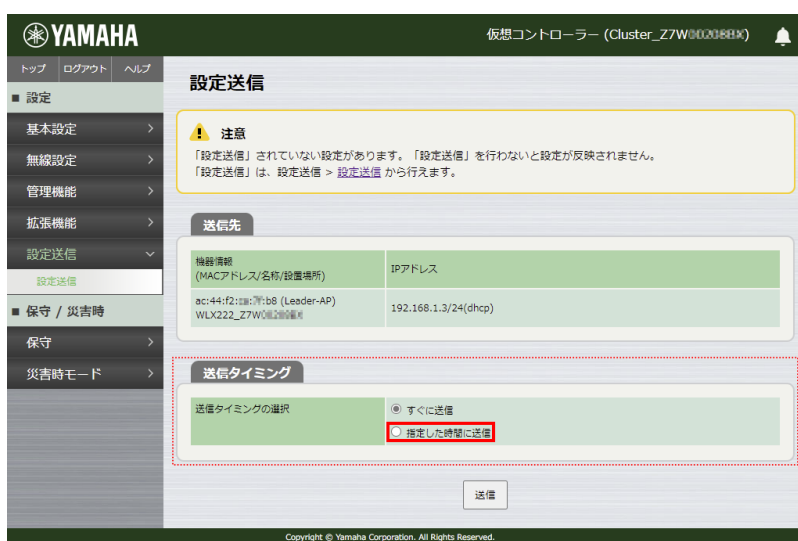 YAMAHA
仮想コントローラー (Cluster_Z7W
トップ ログアウト ヘルプ
■ 設定
基本設定
無線設定
管理機能
拡張機能
設定送信
設定送信
■ 保守 / 災害時
保守
災害時モード
設定送信
注意
「設定送信」されていない設定があります。「設定送信」を行わないと設定が反映されません。
「設定送信」は、設定送信 > 設定送信 から行えます。
送信先
機器情報
(MACアドレス/名称/設置場所)
IPアドレス
ac:44:f2: :b8 (Leader-AP)
WLX222_Z7W
192.168.1.3/24(dhcp)
送信タイミング
送信タイミングの選択
すぐに送信
指定した時間に送信
送信
Copyright © Yamaha Corporation. All Rights Reserved.